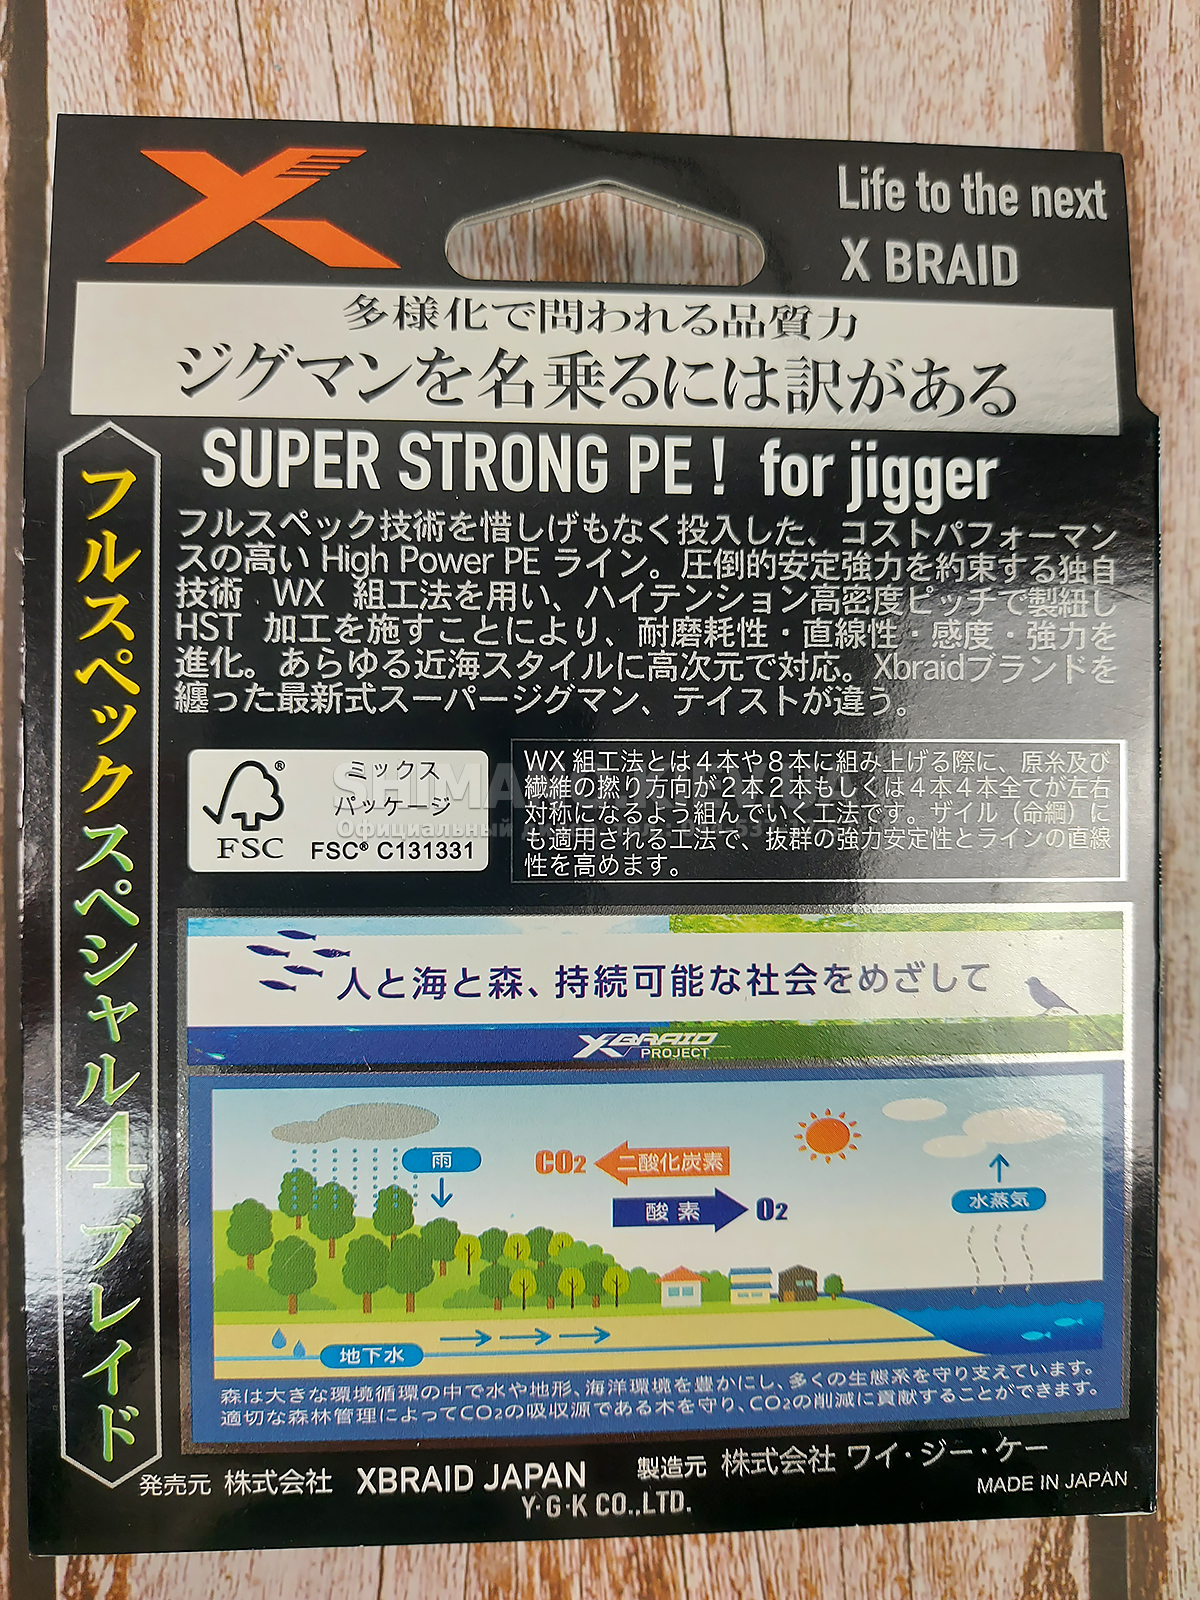 Life to the next
X BRAID
多様化で問われる品質力
ジグマンを名乗るには訳がある
SUPER STRONG PE! for jigger
フルスペックスペシャル4ブレイド
フルスペック技術を惜しげもなく投入した、コストパフォーマン
スの高い High Power PE ライン。圧倒的安定強力を約束する独自
技術 WX 組工法を用い、ハイテンション高密度ピッチで製紐し
HST 加工を施すことにより、耐磨耗性・直線性・感度・強力を
進化。あらゆる近海スタイルに高次元で対応。Xbraidブランドを
纏った最新式スーパージグマン、テイストが違う。
FSC®
ミックス
パッケージ
FSC® C131331
WX 組工法とは4本や8本に組み上げる際に、原糸及び
繊維の撚り方向が2本2本もしくは4本4本全てが左右
対称になるよう組んでいく工法です。ザイル（命綱）に
も適用される工法で、抜群の強力安定性とラインの直線
性を高めます。
人と海と森、持続可能な社会をめざして
XBRAID
PROJECT
雨
CO2 二酸化炭素
酸素 O2
水蒸気
地下水
森は大きな環境循環の中で水や地形、海洋環境を豊かにし、多くの生態系を守り支えています。
適切な森林管理によってCO2の吸収源である木を守り、CO2の削減に貢献することができます。
発売元 株式会社 XBRAID JAPAN 製造元 株式会社 ワイ・ジー・ケー
Y・G・K CO.,LTD.
MADE IN JAPAN